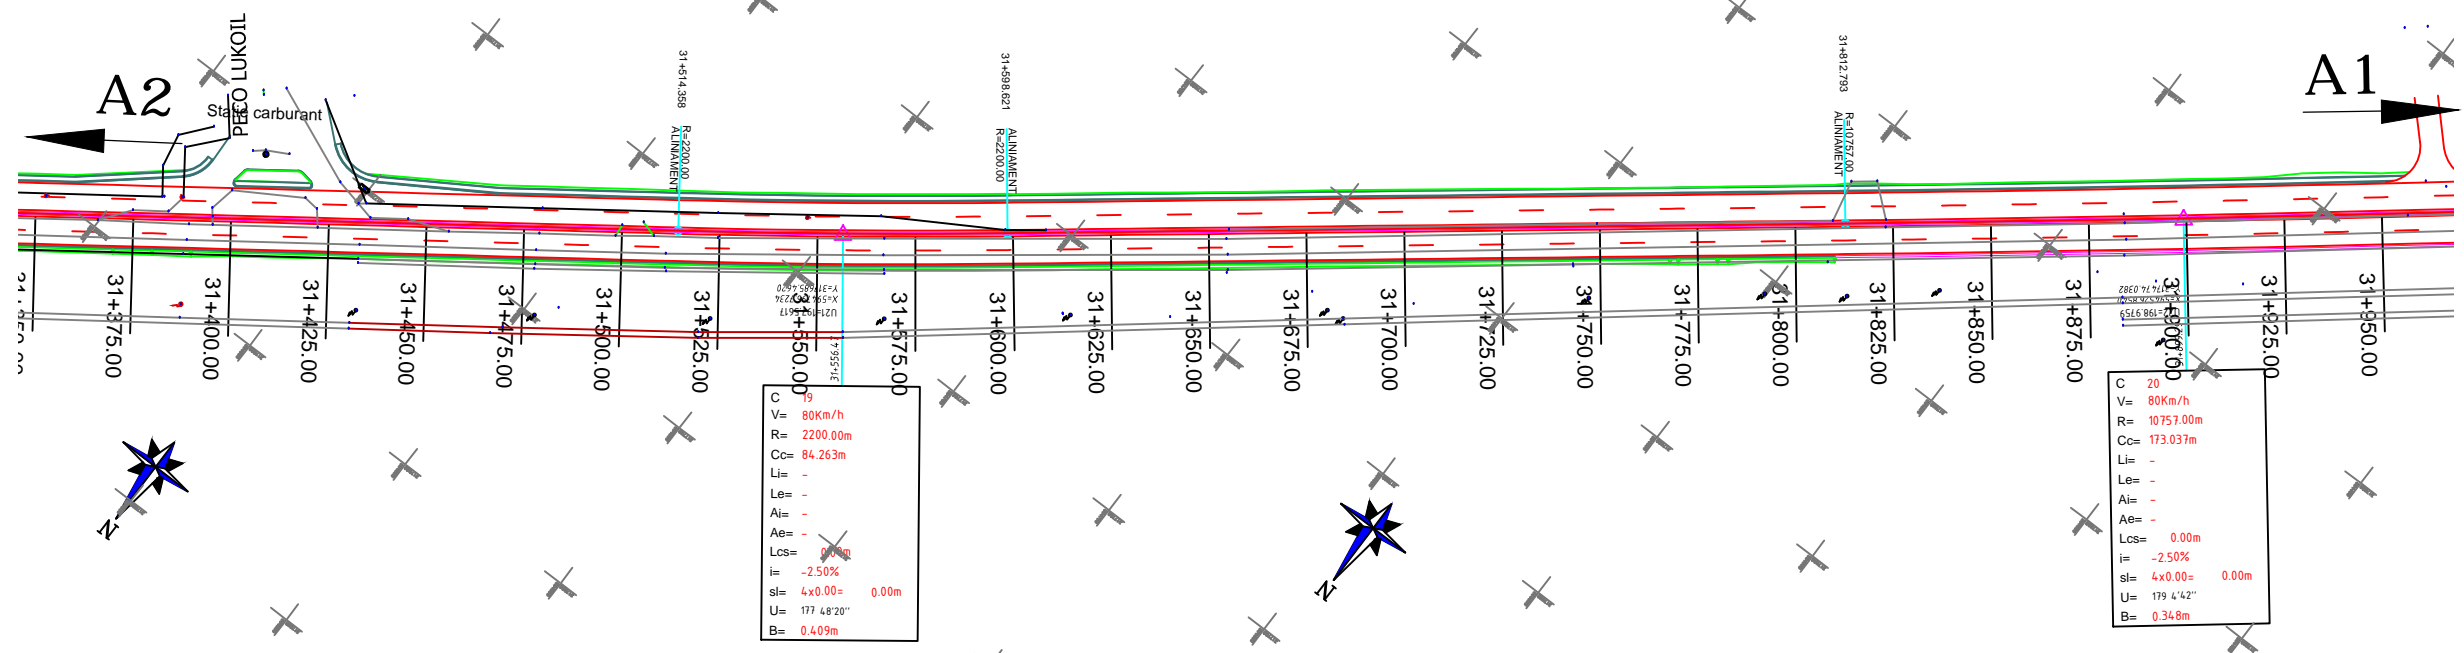 A2
PECO LUKOIL
Static carburant
31+514.358
R=2200.00
ALINIAMENT
31+598.621
ALINIAMENT
R=2200.00
31+812.793
R=10757.00
ALINIAMENT
A1
31+375.00
31+400.00
31+425.00
31+450.00
31+475.00
31+500.00
31+525.00
31+550.00
31+575.00
31+600.00
31+625.00
31+650.00
31+675.00
31+700.00
31+725.00
31+750.00
31+775.00
31+800.00
31+825.00
31+850.00
31+875.00
31+900.00
31+925.00
31+950.00
C 19
V= 80Km/h
R= 2200.00m
Cc= 84.263m
Li= -
Le= -
Ai= -
Ae= -
Lcs= 0.00m
i= -2.50%
sl= 4x0.00= 0.00m
U= 177 48'20''
B= 0.409m
C 20
V= 80Km/h
R= 10757.00m
Cc= 173.037m
Li= -
Le= -
Ai= -
Ae= -
Lcs= 0.00m
i= -2.50%
sl= 4x0.00= 0.00m
U= 179 4'42''
B= 0.348m
N
N